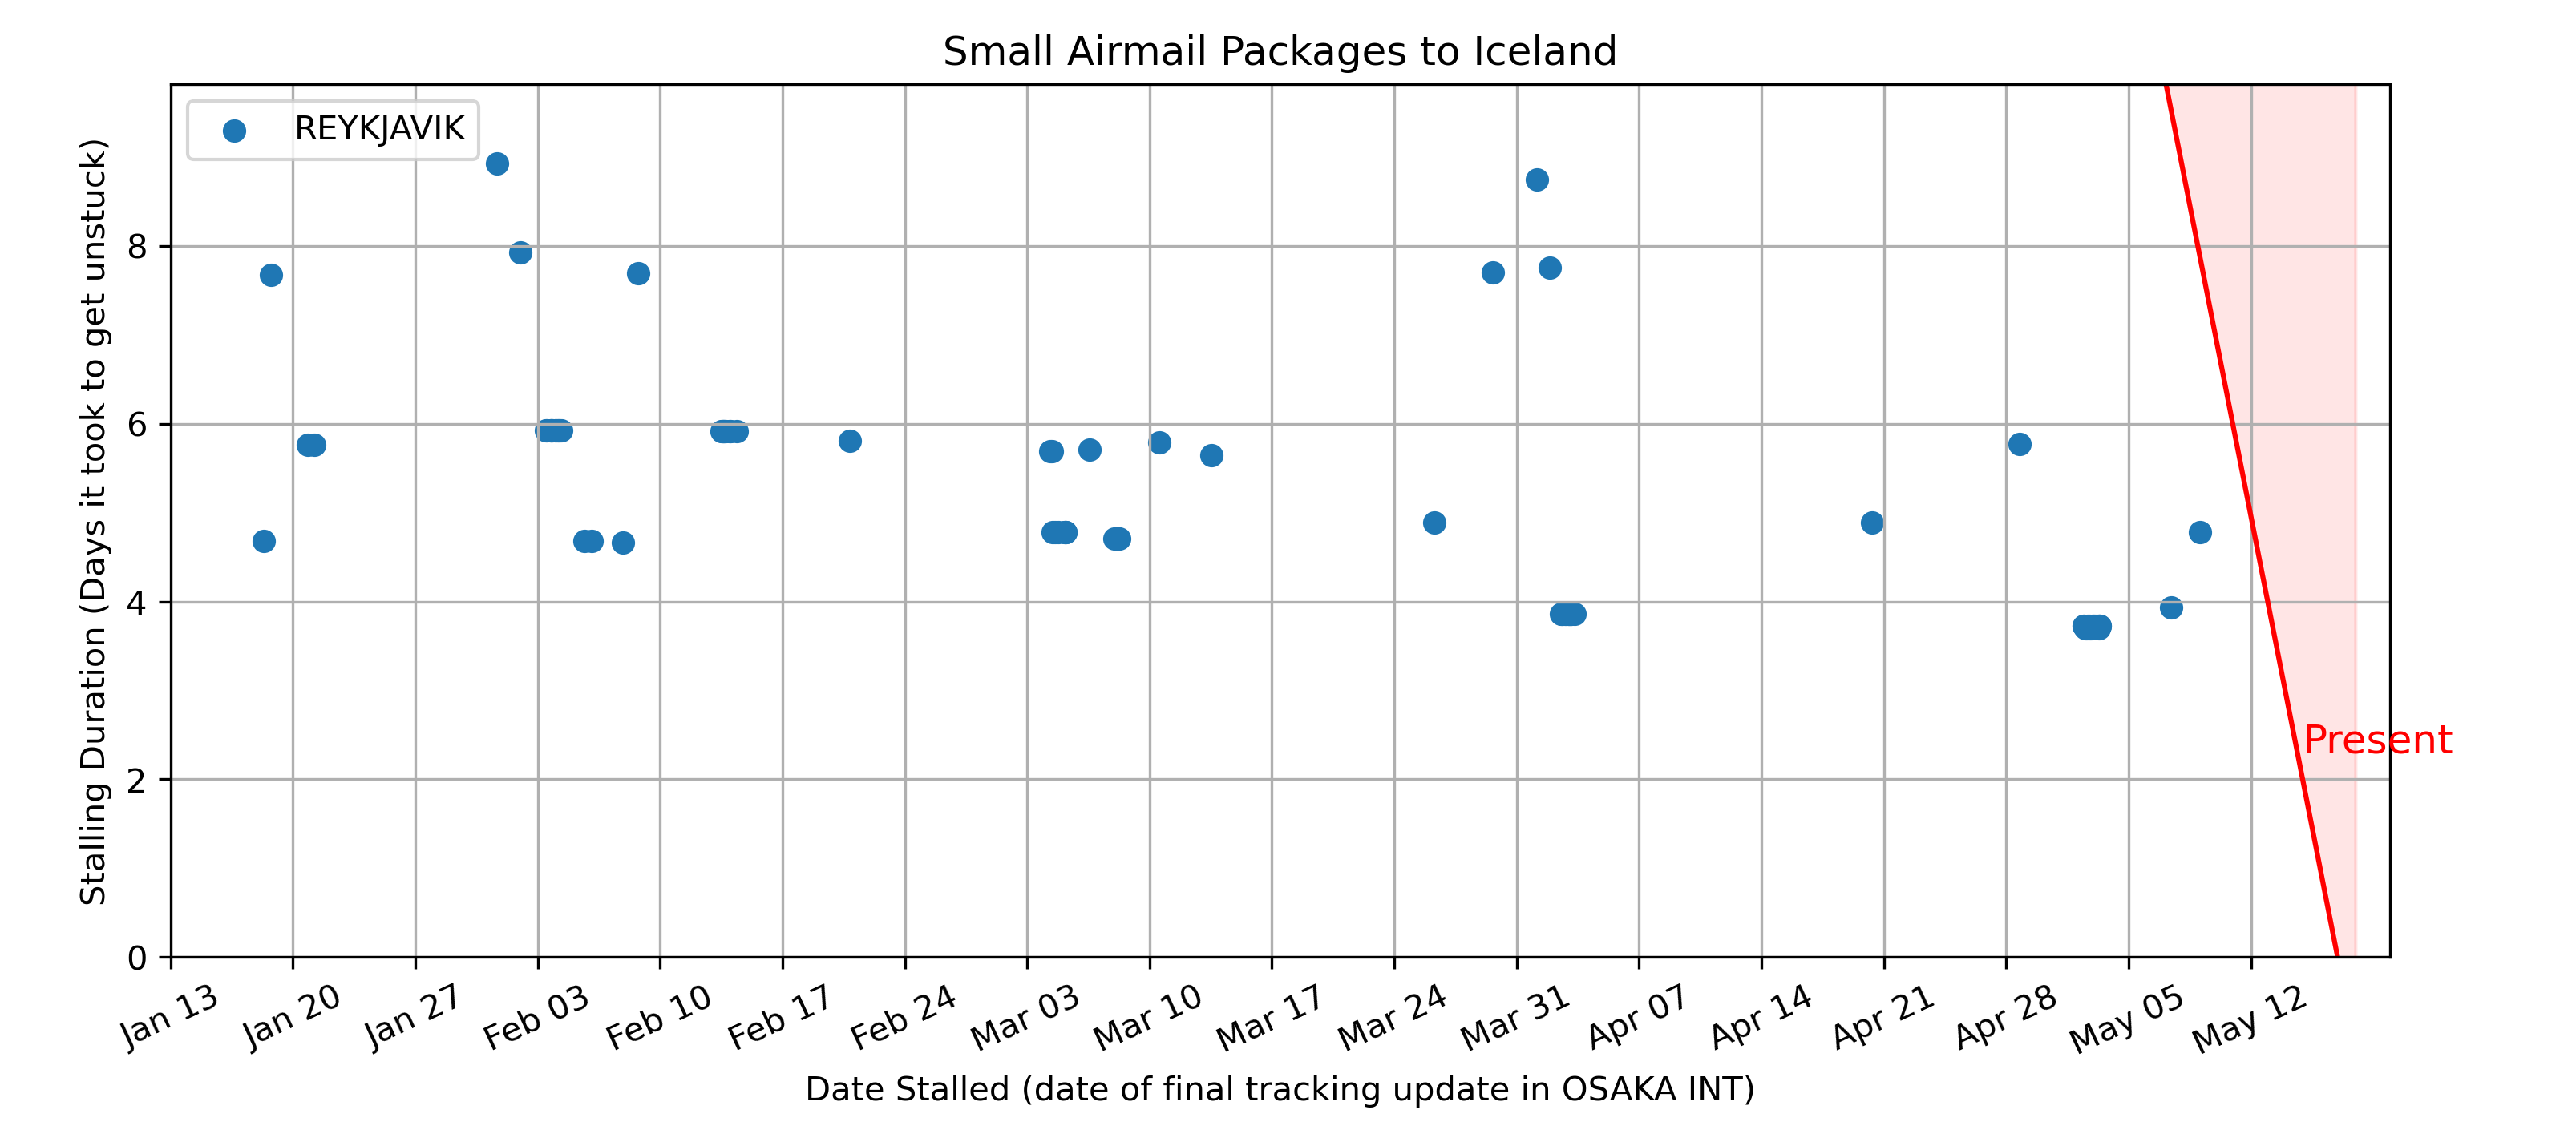 Small Airmail Packages to Iceland
REYKJAVIK
Stalling Duration (Days it took to get unstuck)
8
6
4
2
0
Present
Jan 13
Jan 20
Jan 27
Feb 03
Feb 10
Feb 17
Feb 24
Mar 03
Mar 10
Mar 17
Mar 24
Mar 31
Apr 07
Apr 14
Apr 21
Apr 28
May 05
May 12
Date Stalled (date of final tracking update in OSAKA INT)